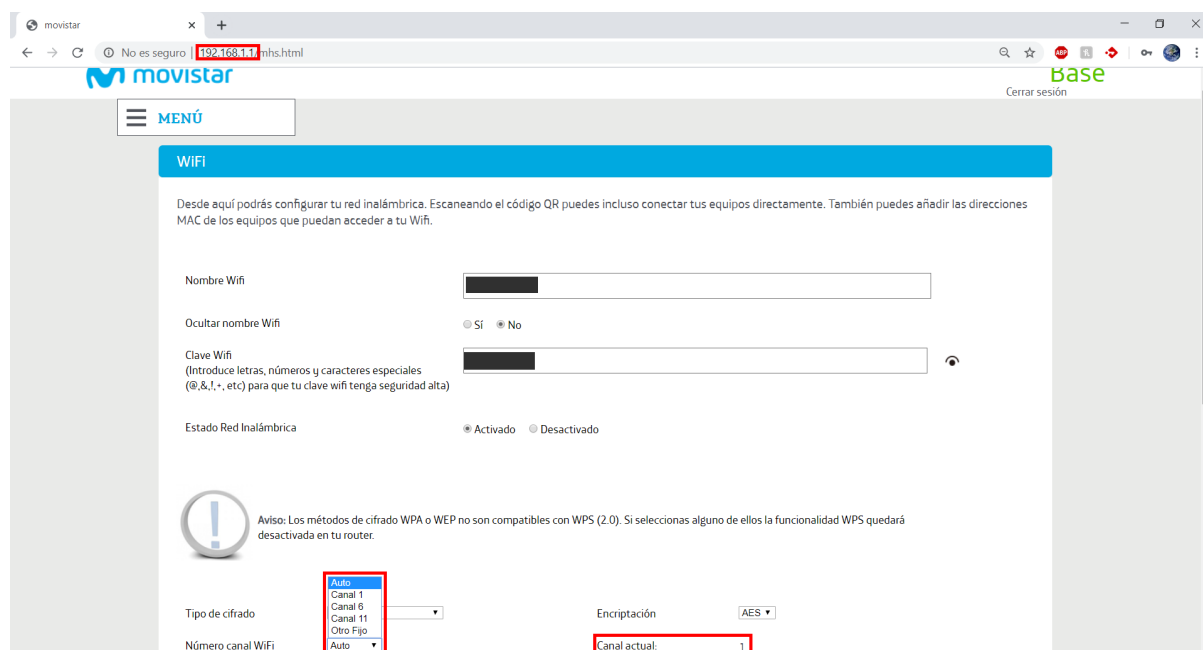 movistar
No es seguro | 192.168.1.1/mhs.html
ABP
movistar
Base
Cerrar sesión
MENÚ
WiFi
Desde aquí podrás configurar tu red inalámbrica. Escaneando el código QR puedes incluso conectar tus equipos directamente. También puedes añadir las direcciones
MAC de los equipos que puedan acceder a tu Wifi.
Nombre Wifi
Ocultar nombre Wifi
Sí No
Clave Wifi
(Introduce letras, números y caracteres especiales
(@,&,!,+, etc) para que tu clave wifi tenga seguridad alta)
Estado Red Inalámbrica
Activado Desactivado
Aviso: Los métodos de cifrado WPA o WEP no son compatibles con WPS (2.0). Si seleccionas alguno de ellos la funcionalidad WPS quedará
desactivada en tu router.
Auto
Canal 1
Canal 6
Canal 11
Otro Fijo
Tipo de cifrado
Encriptación
AES
Número canal WiFi
Auto
Canal actual:
1